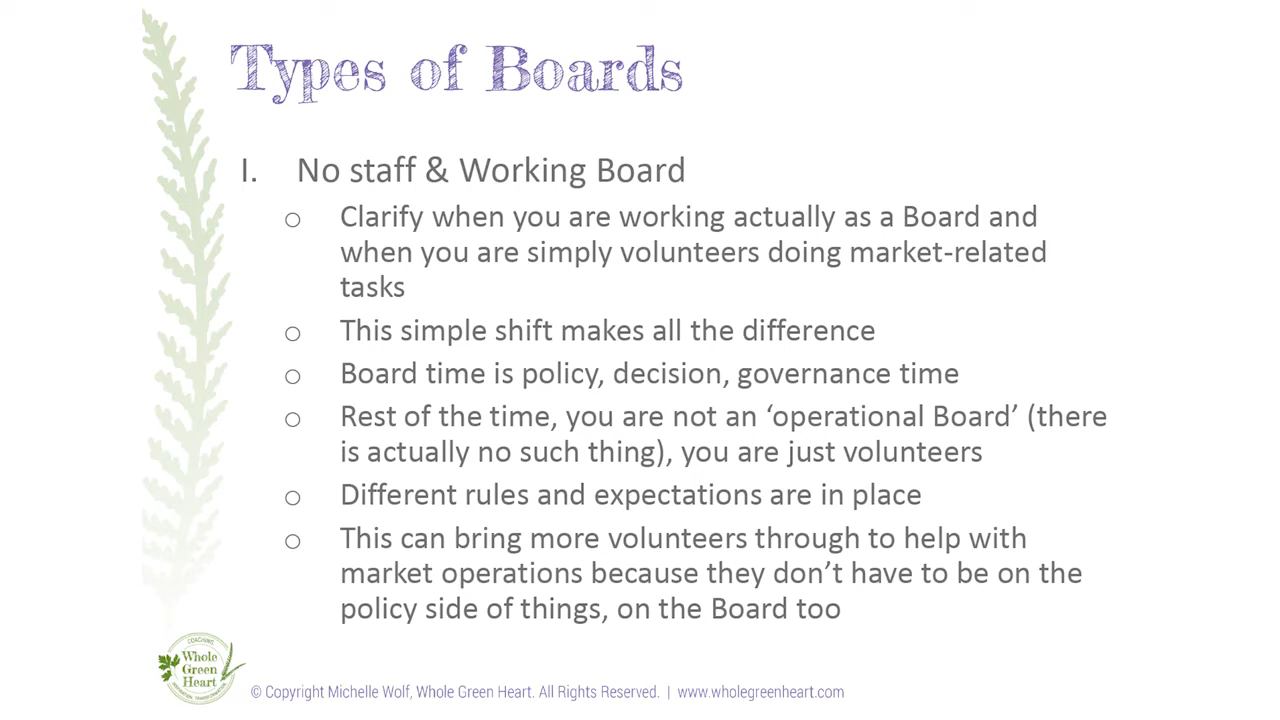 Types of Boards
I. No staff & Working Board
o Clarify when you are working actually as a Board and
when you are simply volunteers doing market-related
tasks
o This simple shift makes all the difference
o Board time is policy, decision, governance time
o Rest of the time, you are not an ‘operational Board’ (there
is actually no such thing), you are just volunteers
o Different rules and expectations are in place
o This can bring more volunteers through to help with
market operations because they don’t have to be on the
policy side of things, on the Board too
COACHING
Whole
Green
Heart
© Copyright Michelle Wolf, Whole Green Heart. All Rights Reserved. | www.wholegreenheart.com